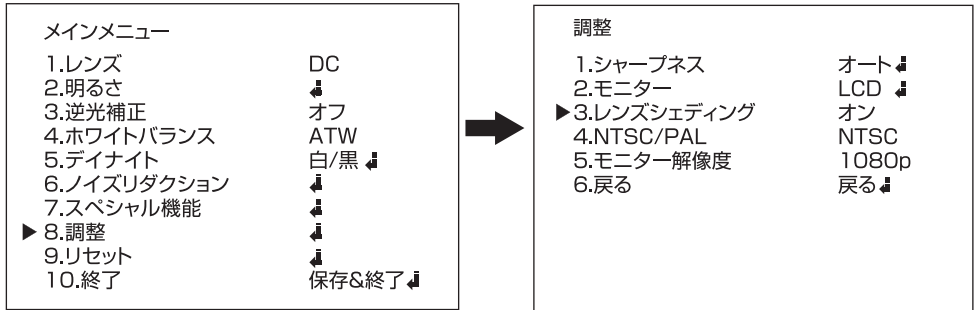 メインメニュー
1.レンズ DC
2.明るさ ↲
3.逆光補正 オフ
4.ホワイトバランス ATW
5.デイナイト 白/黒 ↲
6.ノイズリダクション ↲
7.スペシャル機能 ↲
▶ 8.調整 ↲
9.リセット ↲
10.終了 保存&終了 ↲
調整
1.シャープネス オート ↲
2.モニター LCD ↲
▶ 3.レンズシェディング オン
4.NTSC/PAL NTSC
5.モニター解像度 1080p
6.戻る 戻る ↲